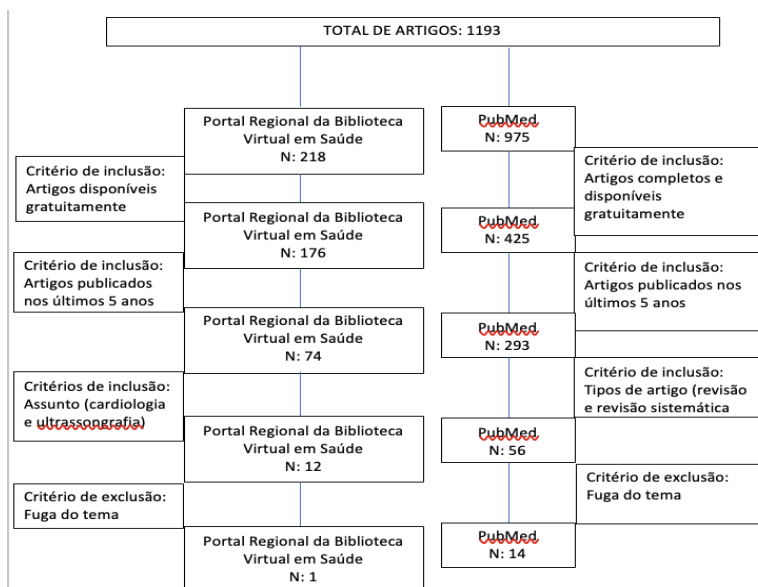 TOTAL DE ARTIGOS: 1193
Portal Regional da Biblioteca
Virtual em Saúde
N: 218
PubMed
N: 975
Critério de inclusão:
Artigos disponíveis
gratuitamente
Critério de inclusão:
Artigos completos e
disponíveis
gratuitamente
Portal Regional da Biblioteca
Virtual em Saúde
N: 176
PubMed
N: 425
Critério de inclusão:
Artigos publicados
nos últimos 5 anos
Critério de inclusão:
Artigos publicados nos
últimos 5 anos
Portal Regional da Biblioteca
Virtual em Saúde
N: 74
PubMed
N: 293
Critérios de inclusão:
Assunto (cardiologia
e ultrassongrafia)
Critério de inclusão:
Tipos de artigo (revisão
e revisão sistemática
Portal Regional da Biblioteca
Virtual em Saúde
N: 12
PubMed
N: 56
Critério de exclusão:
Fuga do tema
Critério de exclusão:
Fuga do tema
Portal Regional da Biblioteca
Virtual em Saúde
N: 1
PubMed
N: 14